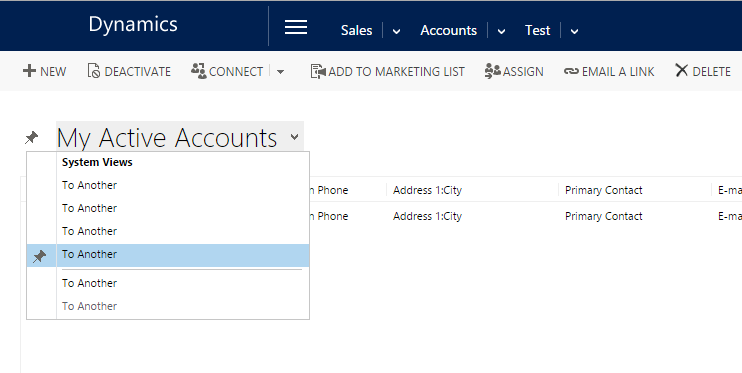 Dynamics Sales Accounts Test
NEW DEACTIVATE CONNECT ADD TO MARKETING LIST ASSIGN EMAIL A LINK DELETE
My Active Accounts
System Views
To Another
To Another
To Another
To Another
To Another
To Another
Phone Address 1:City Primary Contact E-ma
Phone Address 1:City Primary Contact E-ma